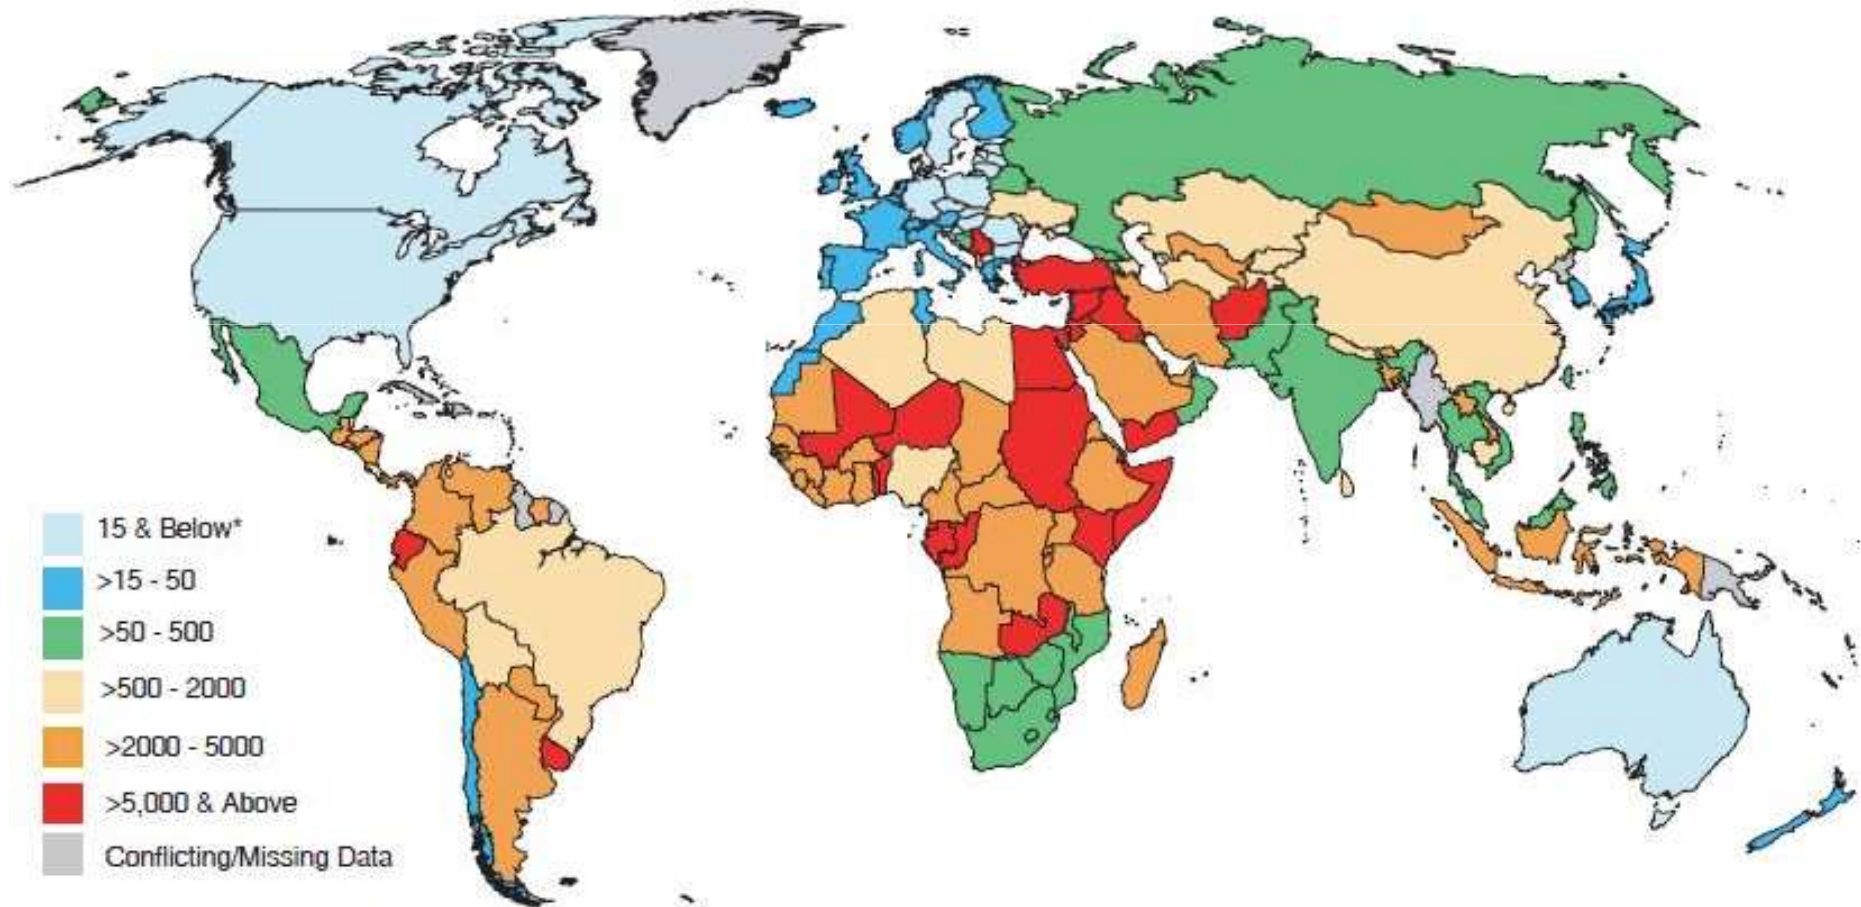 15 & Below*
>15 - 50
>50 - 500
>500 - 2000
>2000 - 5000
>5,000 & Above
Conflicting/Missing Data